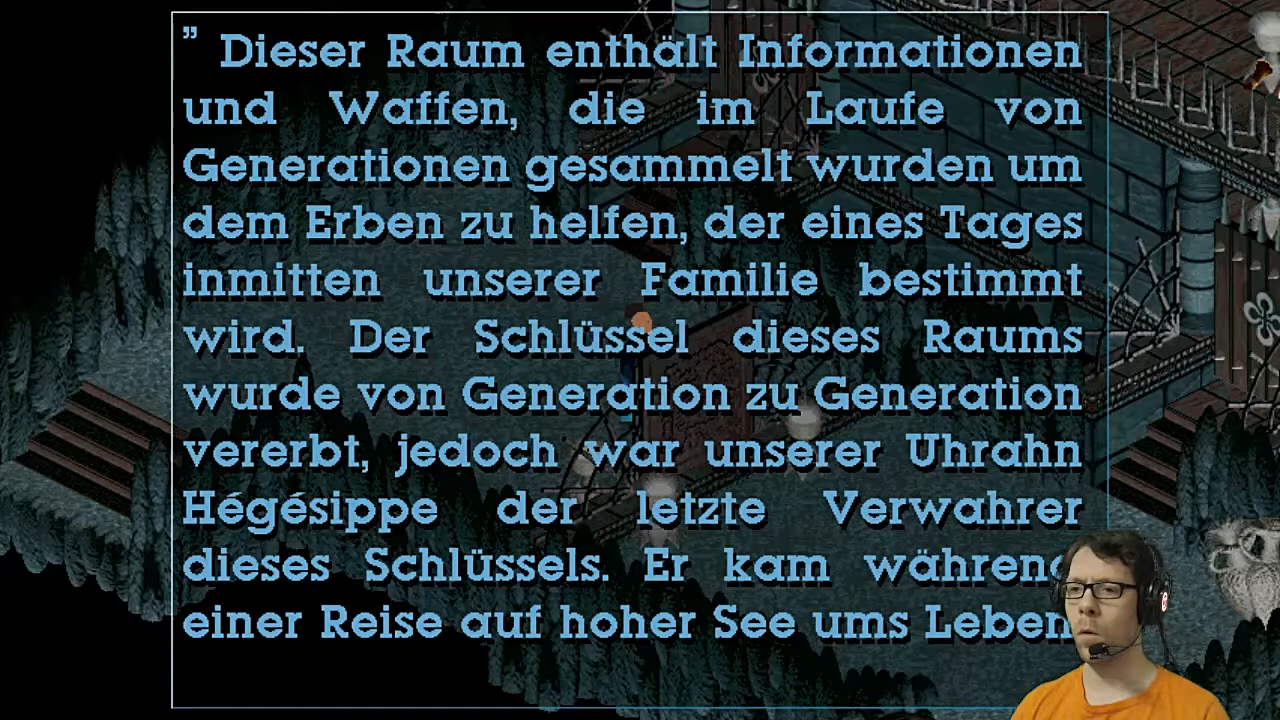 " Dieser Raum enthält Informationen
und Waffen, die im Laufe von
Generationen gesammelt wurden um
dem Erben zu helfen, der eines Tages
inmitten unserer Familie bestimmt
wird. Der Schlüssel dieses Raums
wurde von Generation zu Generation
vererbt, jedoch war unserer Uhrahn
Hégésippe der letzte Verwahrer
dieses Schlüssels. Er kam während
einer Reise auf hoher See ums Leben